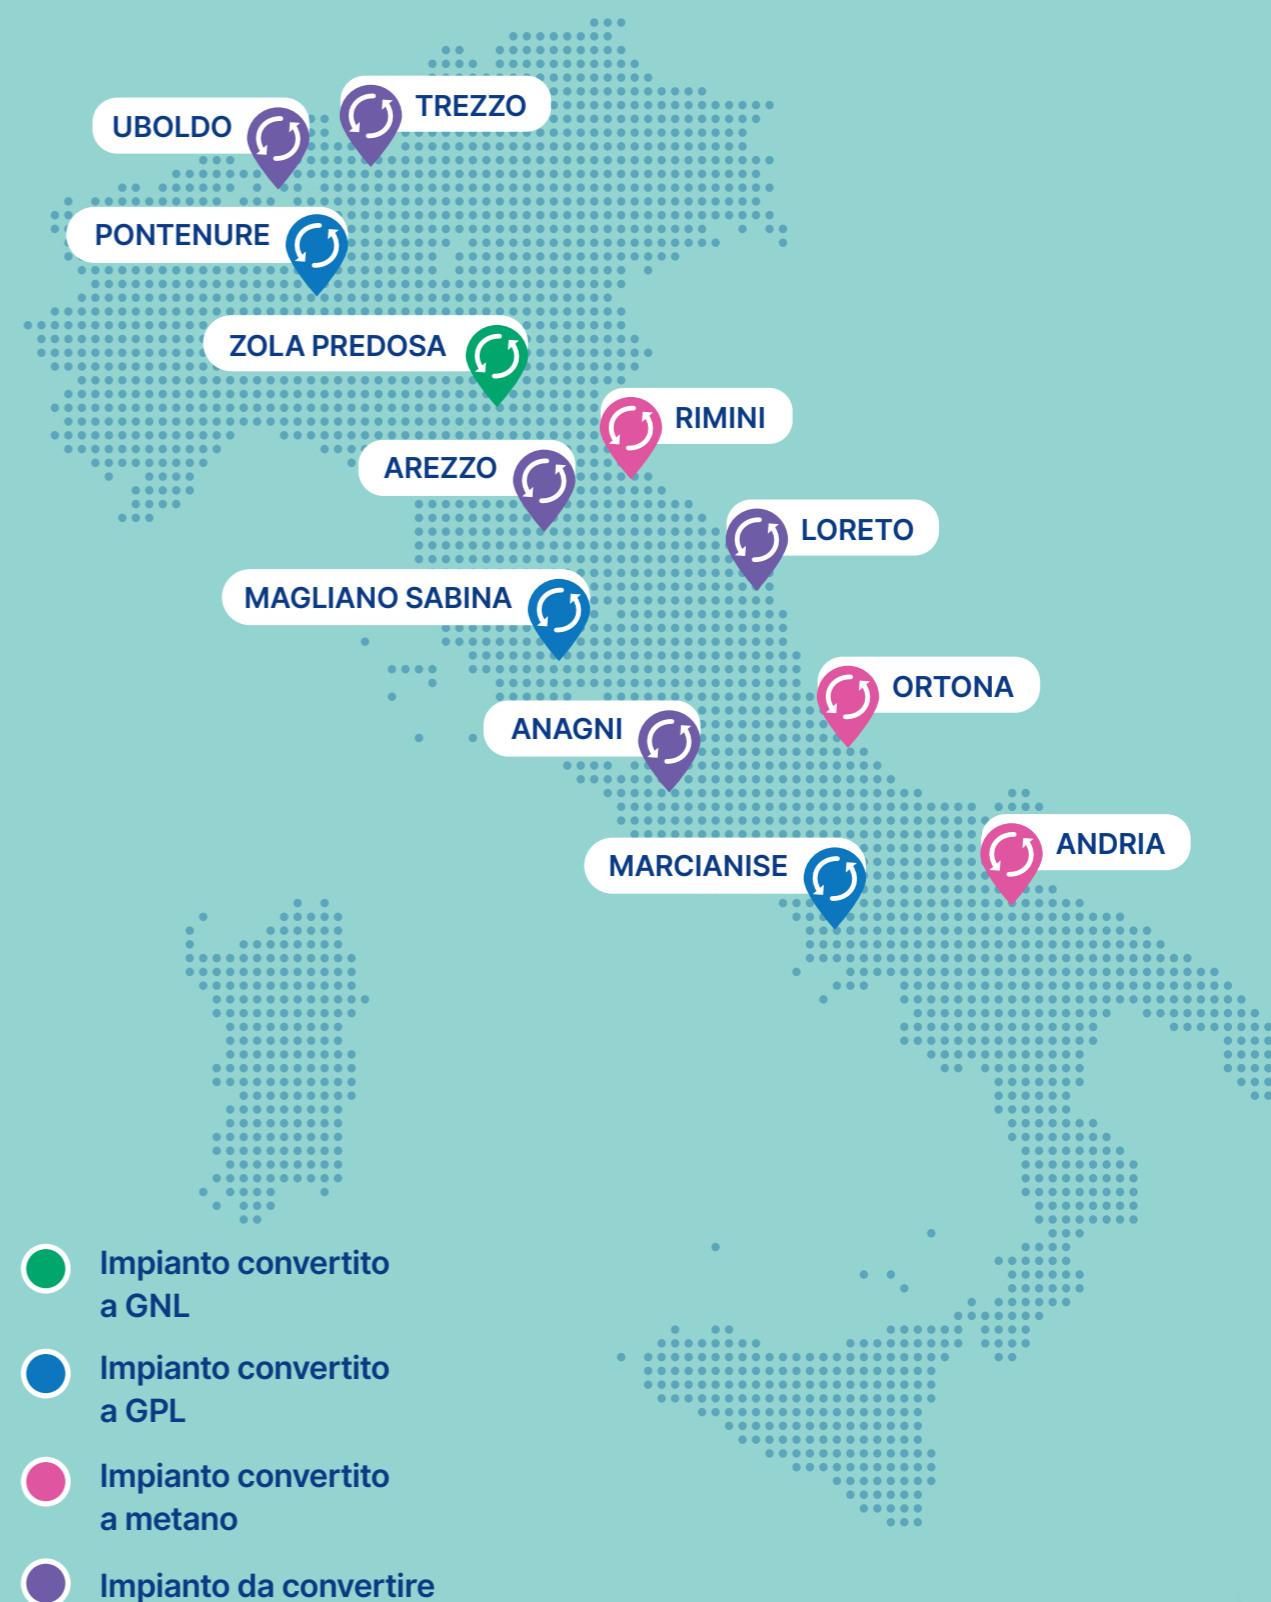 TREZZO
UBOLDO
PONTENURE
ZOLA PREDOSA
RIMINI
AREZZO
LORETO
MAGLIANO SABINA
ORTONA
ANAGNI
ANDRIA
MARCIANISE
Impianto convertito
a GNL
Impianto convertito
a GPL
Impianto convertito
a metano
Impianto da convertire